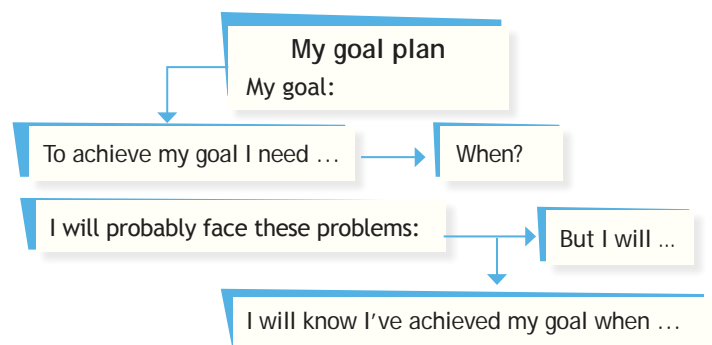 My goal plan
My goal:
To achieve my goal I need …
When?
I will probably face these problems:
But I will ...
I will know I've achieved my goal when …